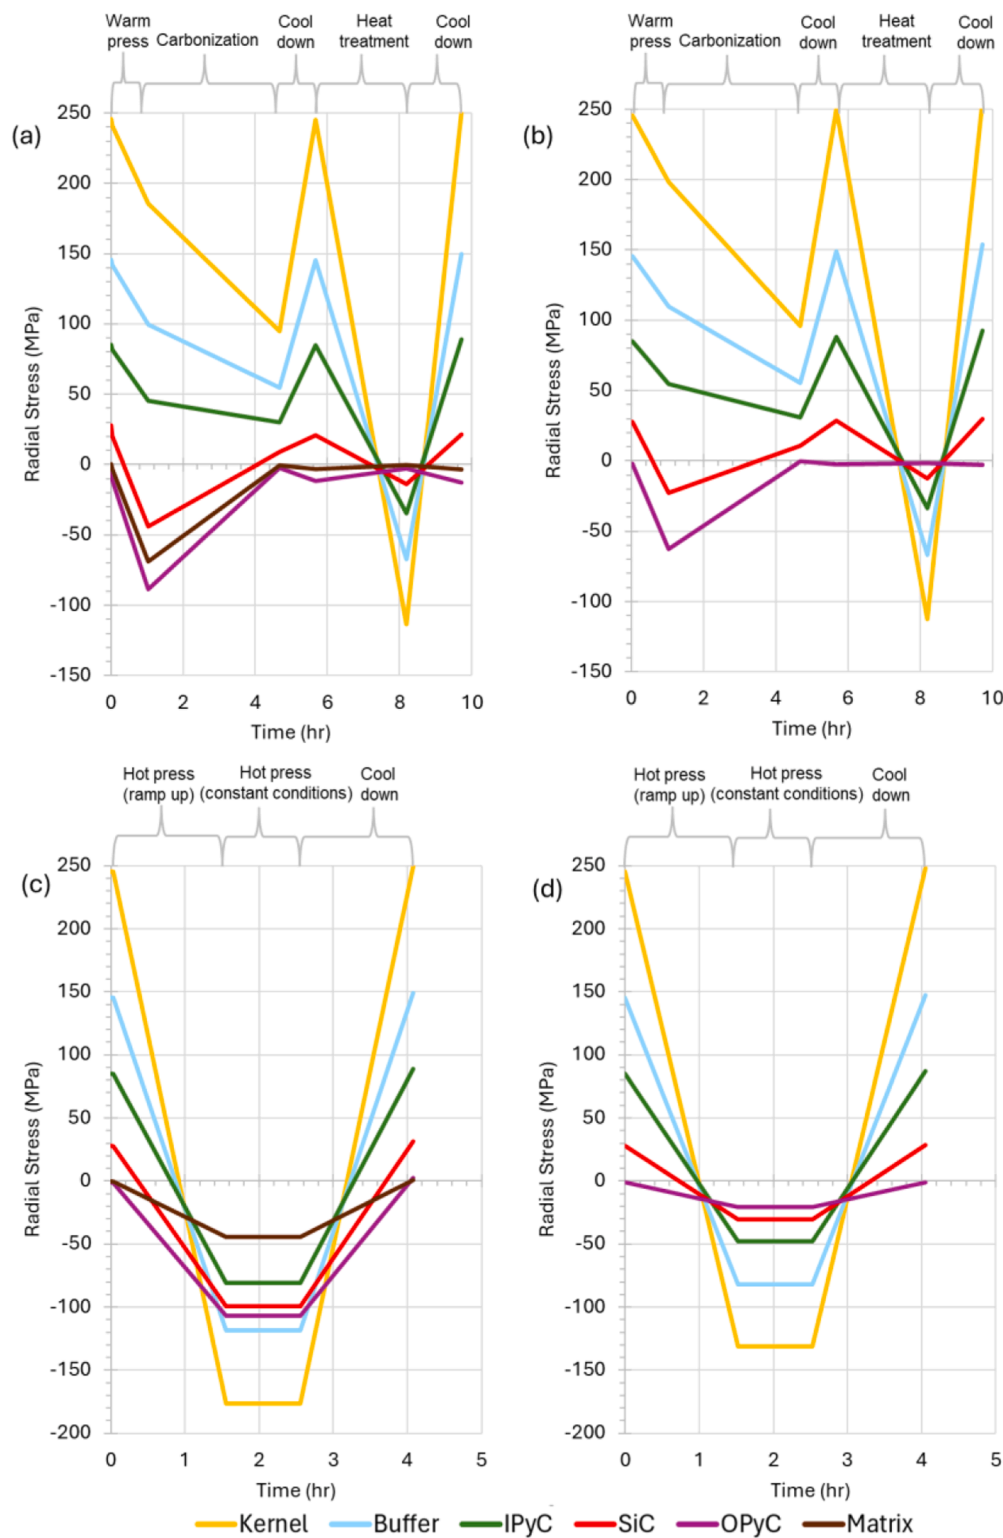 Warm press Carbonization Cool down Heat treatment Cool down
(a)
250
200
150
100
50
0
-50
-100
-150
Radial Stress (MPa)
0 2 4 6 8 10
Time (hr)
Warm press Carbonization Cool down Heat treatment Cool down
(b)
250
200
150
100
50
0
-50
-100
-150
Radial Stress (MPa)
0 2 4 6 8 10
Time (hr)
Hot press (ramp up) Hot press (constant conditions) Cool down
(c)
250
200
150
100
50
0
-50
-100
-150
-200
Radial Stress (MPa)
0 1 2 3 4 5
Time (hr)
Hot press (ramp up) Hot press (constant conditions) Cool down
(d)
250
200
150
100
50
0
-50
-100
-150
-200
Radial Stress (MPa)
0 1 2 3 4 5
Time (hr)
Kernel Buffer IPyC SiC OPyC Matrix